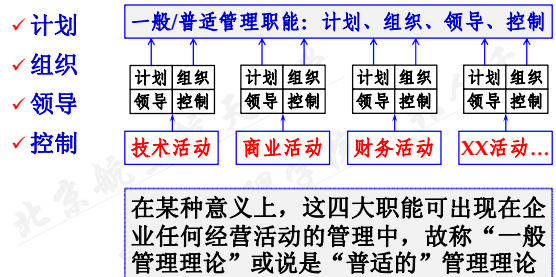 计划
组织
领导
控制
一般/普适管理职能：计划、组织、领导、控制
计划 组织 计划 组织 计划 组织 计划 组织
领导 控制 领导 控制 领导 控制 领导 控制
技术活动 商业活动 财务活动 XX活动...
在某种意义上，这四大职能可出现在企
业任何经营活动的管理中，故称“一般
管理理论”或说是“普适的”管理理论